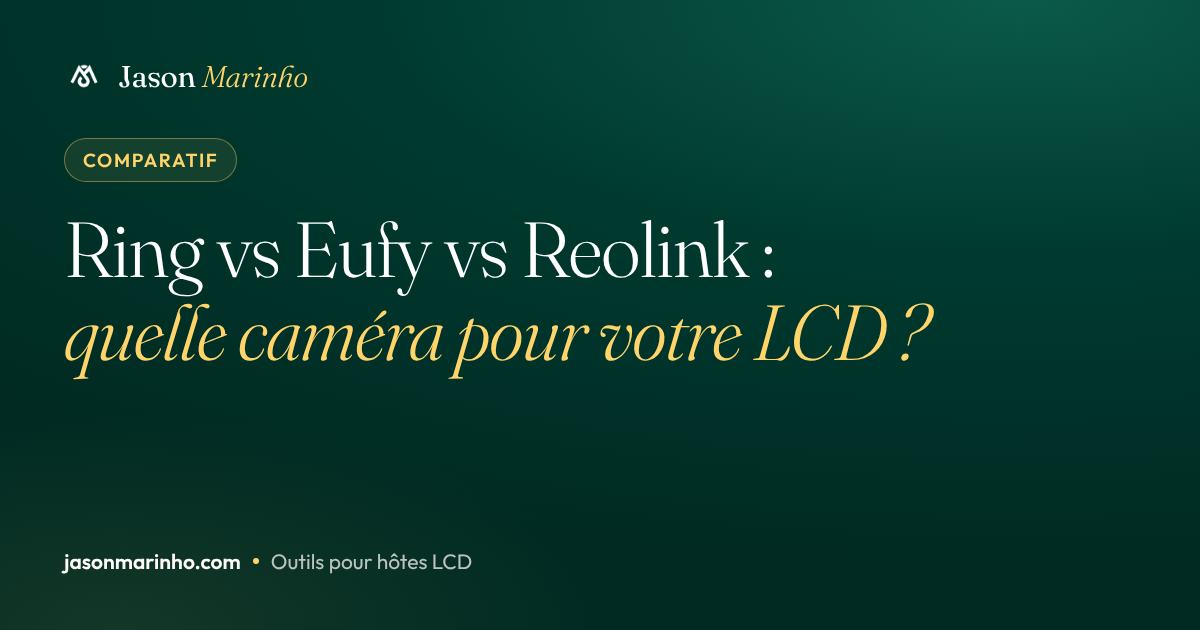 Jason Marinho
COMPARATIF
Ring vs Eufy vs Reolink :
quelle caméra pour votre LCD ?
jasonmarinho.com • Outils pour hôtes LCD